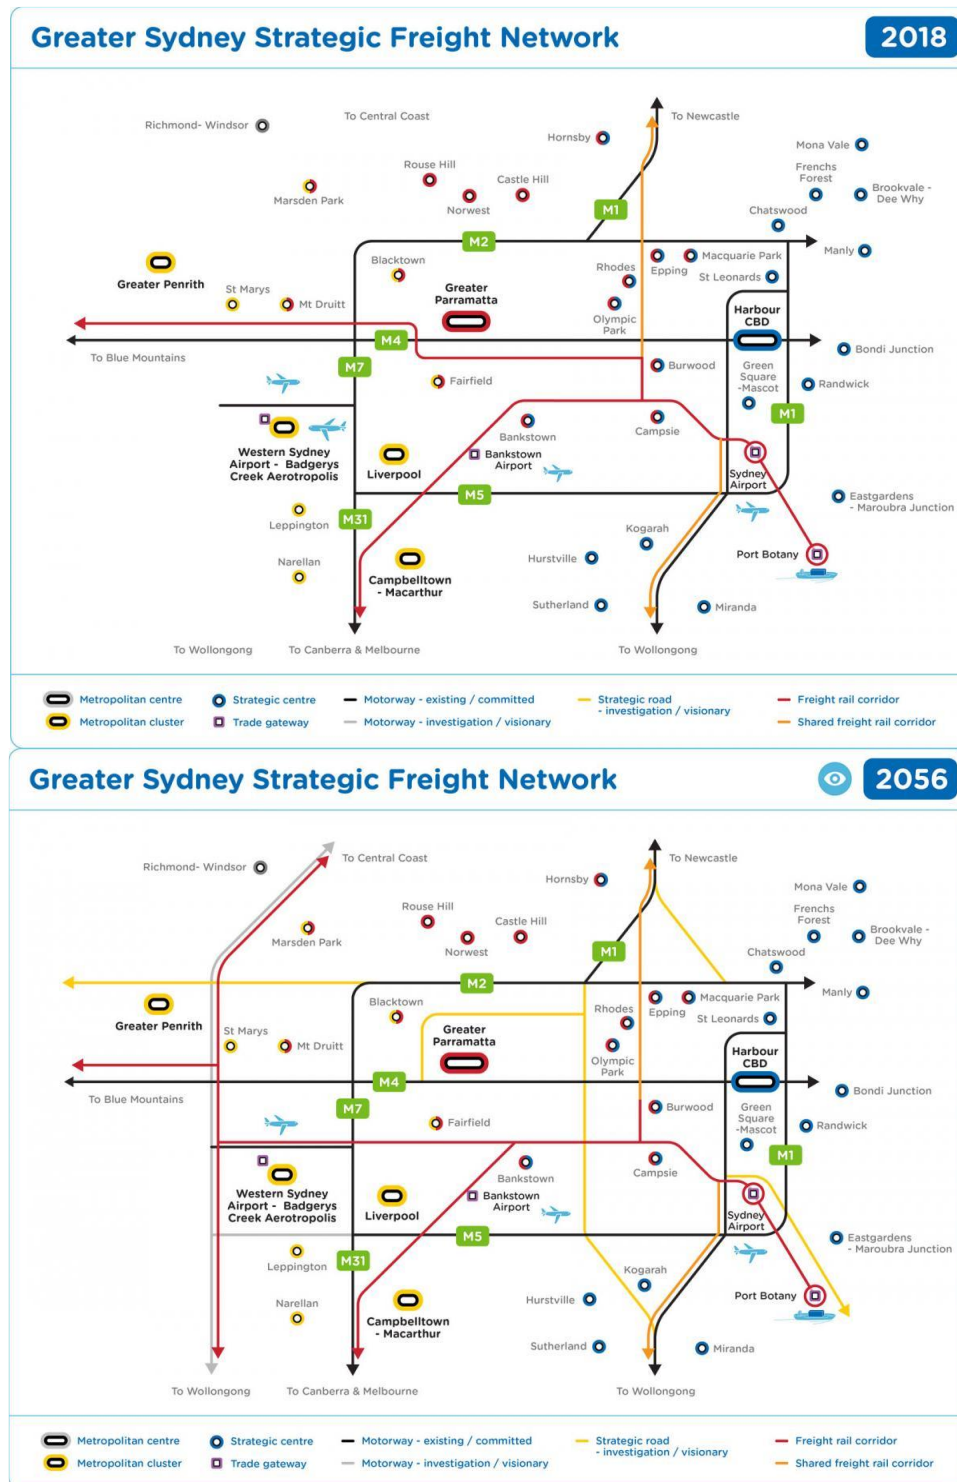 Greater Sydney Strategic Freight Network
2018
To Newcastle
To Central Coast
Richmond- Windsor
Hornsby
Mona Vale
Frenchs
Forest
Rouse Hill
Castle Hill
Brookvale -
Dee Why
Marsden Park
Norwest
M1
Chatswood
M2
Manly
Macquarie Park
Blacktown
Rhodes
Epping
St Leonards
Greater Penrith
St Marys
Mt Druitt
Greater
Parramatta
Olympic
Park
Harbour
CBD
M4
To Blue Mountains
Bondi Junction
M7
Burwood
Green
Square
-Mascot
Fairfield
Randwick
M1
Bankstown
Campsie
Western Sydney
Airport - Badgerys
Creek Aerotropolis
Liverpool
Bankstown
Airport
Sydney
Airport
M5
Eastgardens
- Maroubra Junction
Leppington
M31
Kogarah
Narellan
Hurstville
Port Botany
Campbelltown
- Macarthur
Sutherland
Miranda
To Wollongong
To Canberra & Melbourne
To Wollongong
Metropolitan centre
Strategic centre
Motorway - existing / committed
Strategic road
- investigation / visionary
Freight rail corridor
Metropolitan cluster
Trade gateway
Motorway - investigation / visionary
Shared freight rail corridor
Greater Sydney Strategic Freight Network
2056
To Central Coast
To Newcastle
Richmond- Windsor
Hornsby
Mona Vale
Frenchs
Forest
Rouse Hill
Castle Hill
Brookvale -
Dee Why
Marsden Park
Norwest
M1
Chatswood
M2
Manly
Macquarie Park
Blacktown
Rhodes
Epping
St Leonards
Greater Penrith
St Marys
Mt Druitt
Greater
Parramatta
Olympic
Park
Harbour
CBD
M4
To Blue Mountains
Bondi Junction
M7
Burwood
Green
Square
-Mascot
Fairfield
Randwick
M1
Bankstown
Campsie
Western Sydney
Airport - Badgerys
Creek Aerotropolis
Liverpool
Bankstown
Airport
Sydney
Airport
M5
Eastgardens
- Maroubra Junction
Leppington
M31
Kogarah
Narellan
Hurstville
Port Botany
Campbelltown
- Macarthur
Sutherland
Miranda
To Wollongong
To Canberra & Melbourne
To Wollongong
Metropolitan centre
Strategic centre
Motorway - existing / committed
Strategic road
- investigation / visionary
Freight rail corridor
Metropolitan cluster
Trade gateway
Motorway - investigation / visionary
Shared freight rail corridor